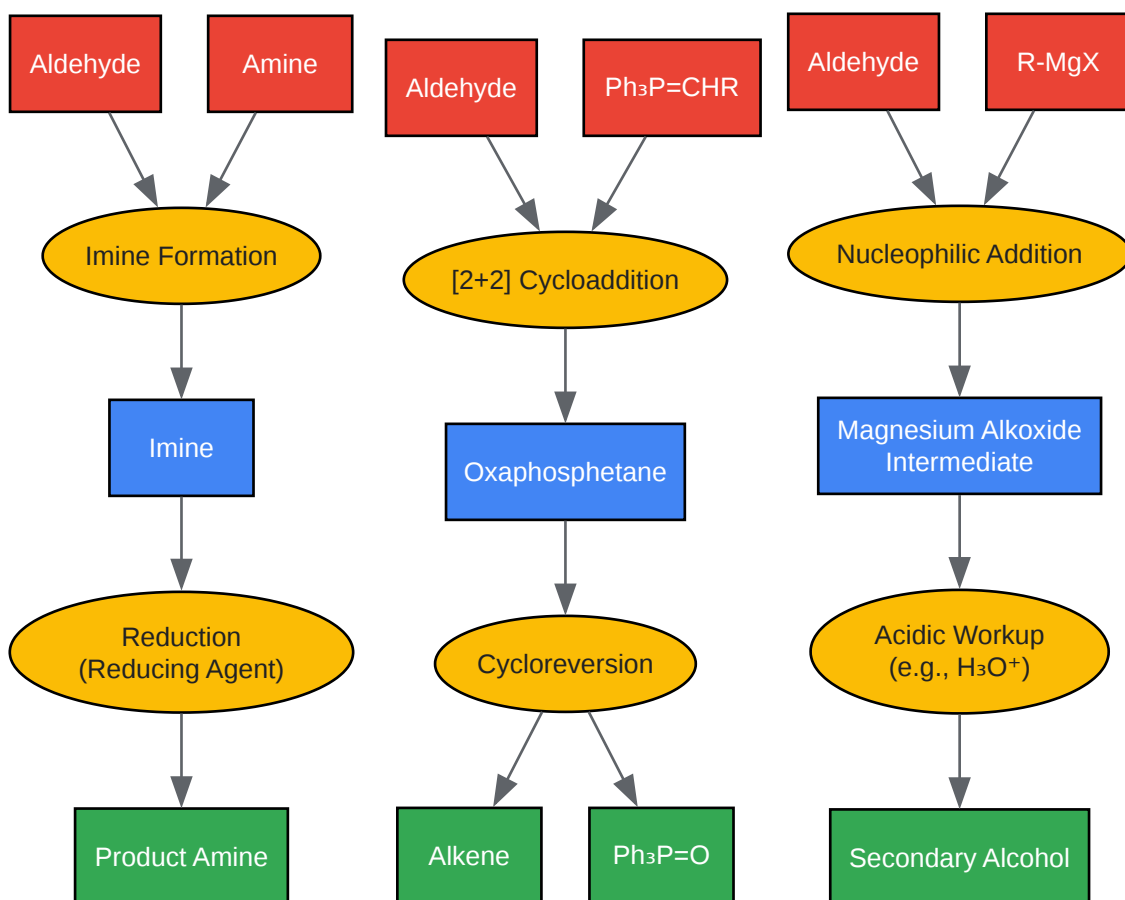 Aldehyde
Amine
Imine Formation
Imine
Reduction
(Reducing Agent)
Product Amine
Aldehyde
Ph₃P=CHR
[2+2] Cycloaddition
Oxaphosphetane
Cycloreversion
Alkene
Ph₃P=O
Aldehyde
R-MgX
Nucleophilic Addition
Magnesium Alkoxide
Intermediate
Acidic Workup
(e.g., H₃O⁺)
Secondary Alcohol